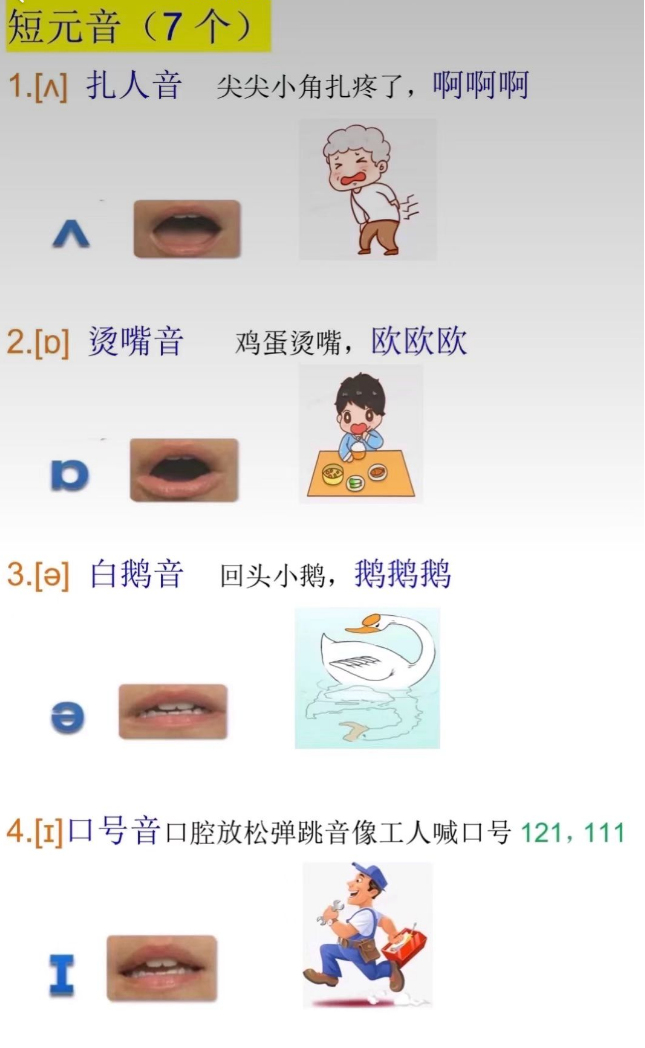 短元音（7 个）
1.[ʌ] 扎人音 尖尖小角扎疼了，啊啊啊
ʌ
2.[ɒ] 烫嘴音 鸡蛋烫嘴，欧欧欧
ɒ
3.[ə] 白鹅音 回头小鹅，鹅鹅鹅
ə
4.[ɪ]口号音口腔放松弹跳音像工人喊口号 121，111
ɪ